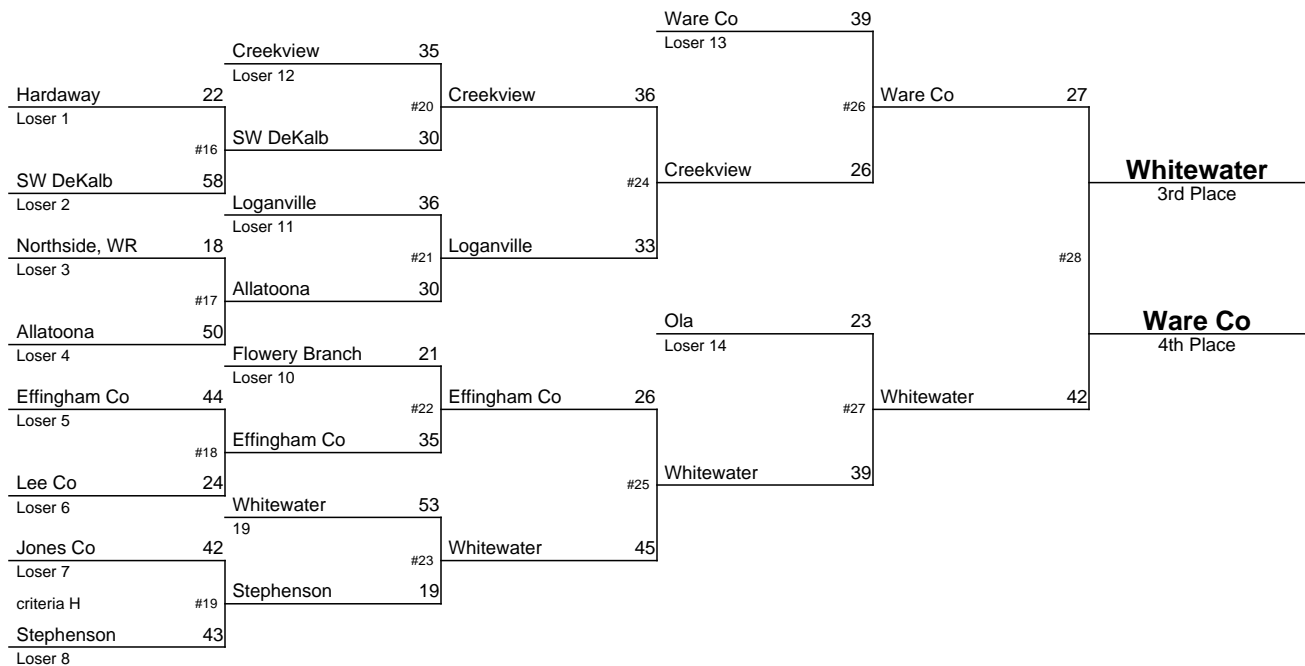 Ware Co 39
Loser 13
Creekview 35
Loser 12
Hardaway 22
Loser 1
#20
Creekview 36
#26
Ware Co 27
SW DeKalb 30
#16
SW DeKalb 58
Loser 2
#24
Creekview 26
Whitewater
3rd Place
Loganville 36
Loser 11
Northside, WR 18
Loser 3
#21
Loganville 33
#28
Allatoona 30
#17
Allatoona 50
Loser 4
Ola 23
Loser 14
Ware Co
4th Place
Flowery Branch 21
Loser 10
Effingham Co 44
Loser 5
#22
Effingham Co 26
#27
Whitewater 42
Effingham Co 35
#18
Lee Co 24
Loser 6
#25
Whitewater 39
Whitewater 53
19
Jones Co 42
Loser 7
#23
Whitewater 45
Stephenson 19
criteria H #19
Stephenson 43
Loser 8